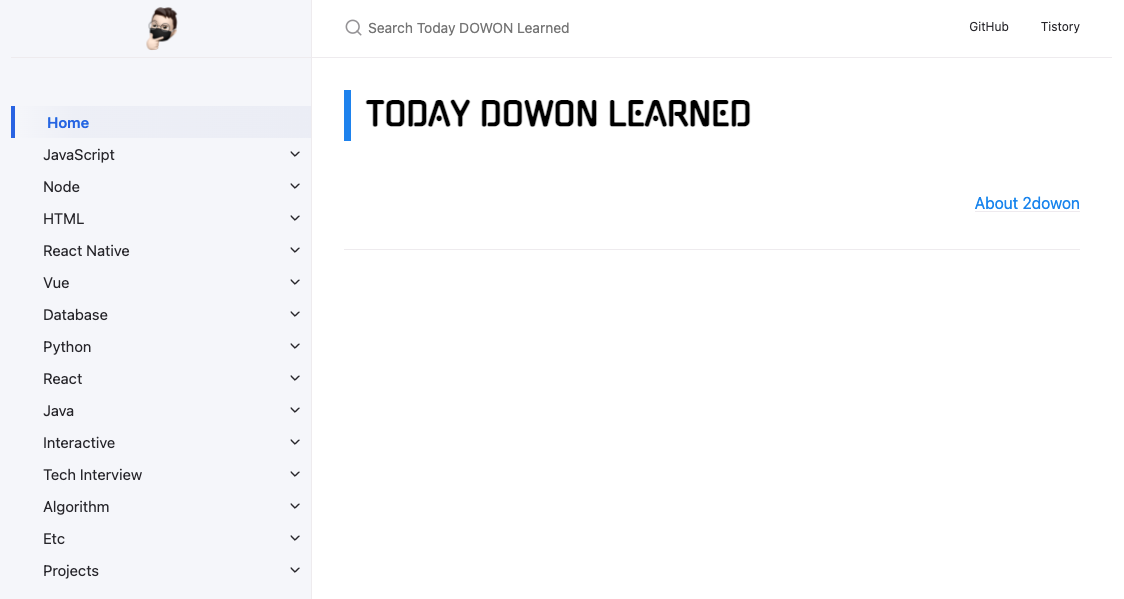 Search Today DOWON Learned
GitHub
Tistory
Home
JavaScript
Node
HTML
React Native
Vue
Database
Python
React
Java
Interactive
Tech Interview
Algorithm
Etc
Projects
TODAY DOWON LEARNED
About 2dowon